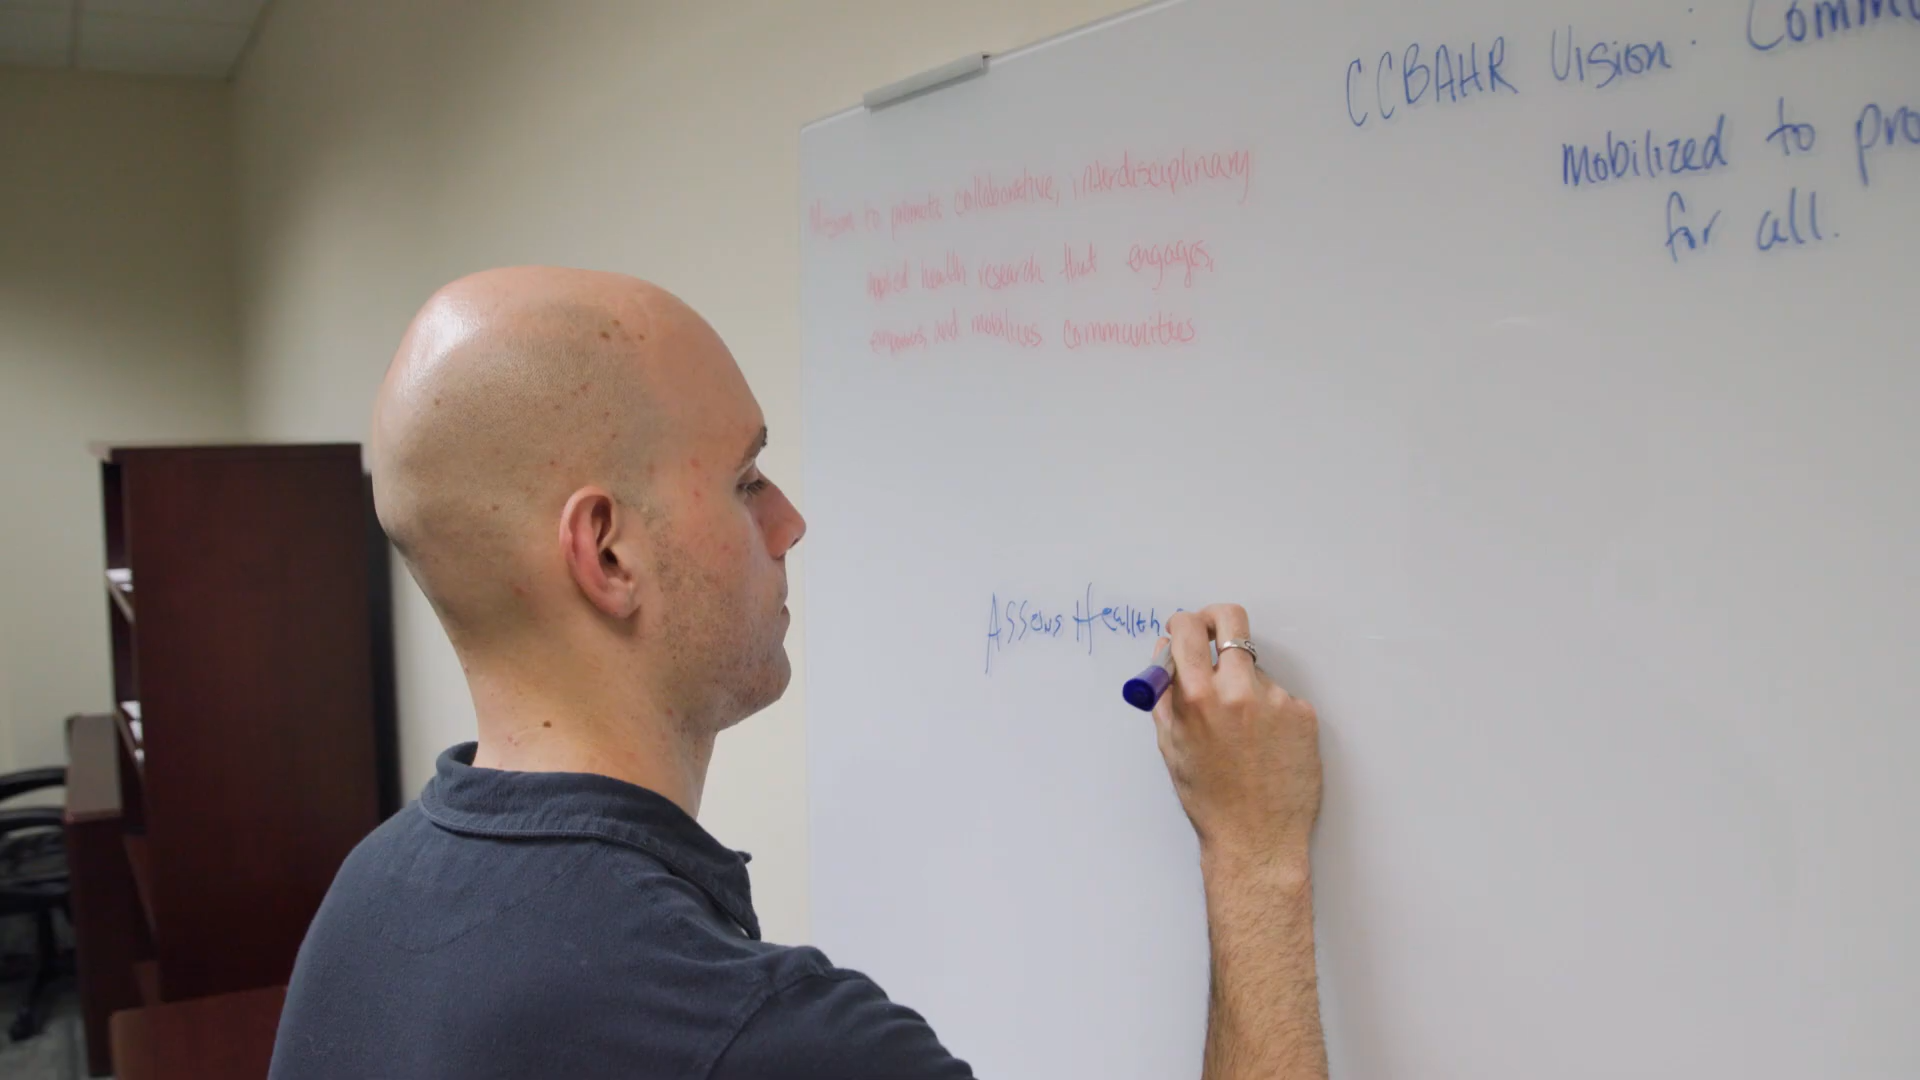 CCBAHR Vision: Comm
mobilized to pro
for all.
Mission to promote collaborative, interdisciplinary
applied health research that engages,
empowers, and mobilizes communities
Assess Health